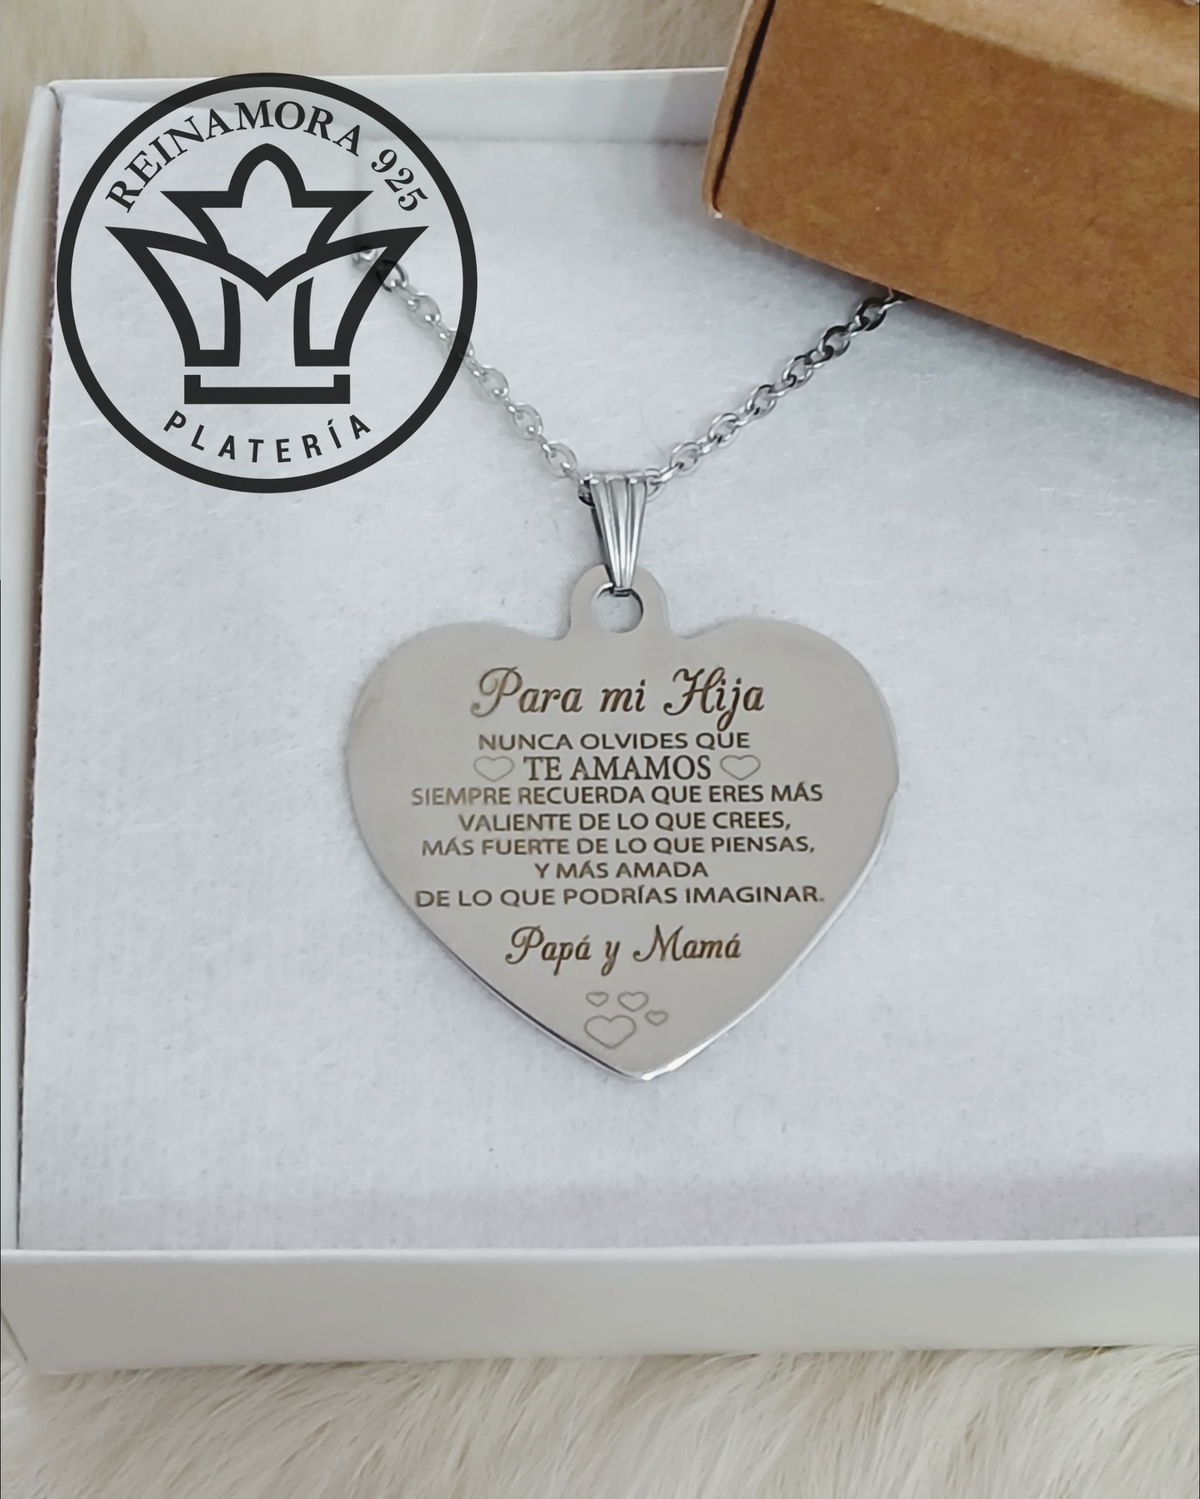 REINAMORA 925
PLATERÍA
Para mi Hija
NUNCA OLVIDES QUE
TE AMAMOS
SIEMPRE RECUERDA QUE ERES MÁS
VALIENTE DE LO QUE CREES,
MÁS FUERTE DE LO QUE PIENSAS,
Y MÁS AMADA
DE LO QUE PODRÍAS IMAGINAR.
Papá y Mamá